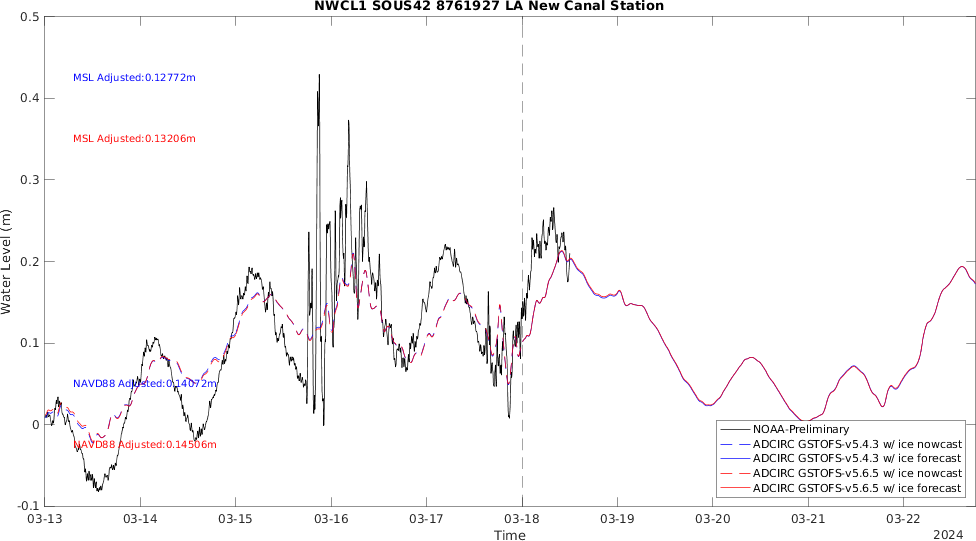 NWCL1 SOUS42 8761927 LA New Canal Station
0.5
MSL Adjusted:0.12772m
0.4
MSL Adjusted:0.13206m
0.3
Water Level (m)
0.2
0.1
NAVD88 Adjusted:0.14072m
0
NAVD88 Adjusted:0.14506m
NOAA-Preliminary
ADCIRC GSTOFS-v5.4.3 w/ ice nowcast
ADCIRC GSTOFS-v5.4.3 w/ ice forecast
ADCIRC GSTOFS-v5.6.5 w/ ice nowcast
ADCIRC GSTOFS-v5.6.5 w/ ice forecast
-0.1
03-13 03-14 03-15 03-16 03-17 03-18 03-19 03-20 03-21 03-22
Time
2024